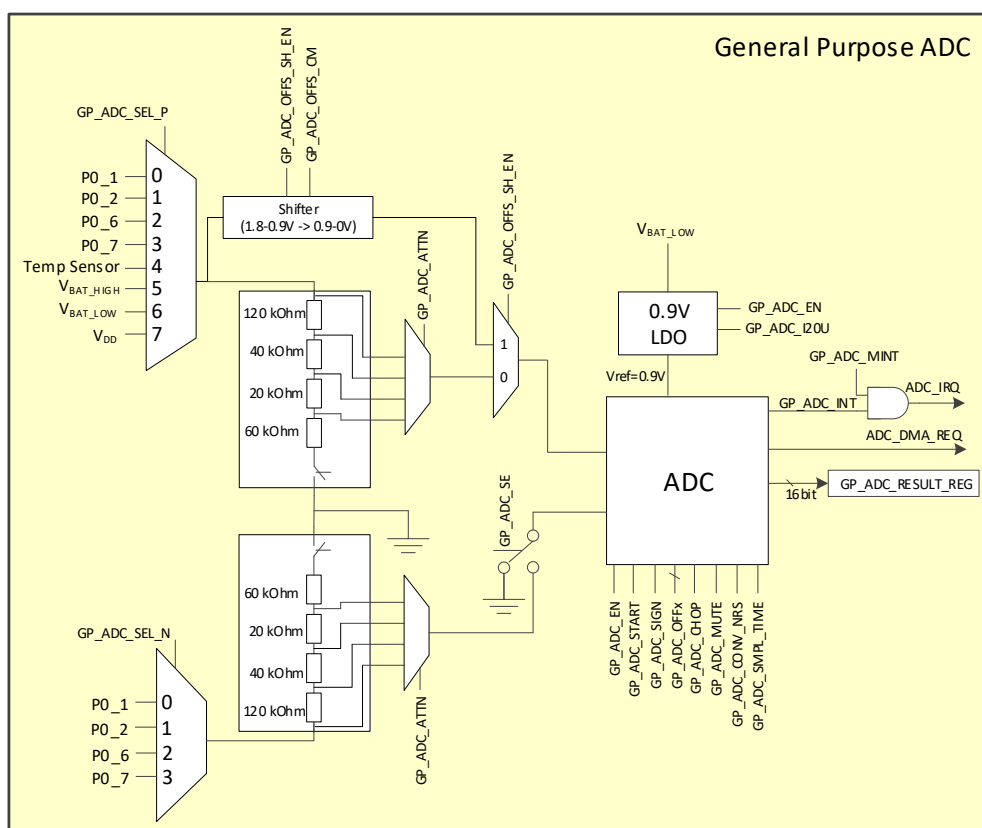 General Purpose ADC
GP_ADC_OFFS_SH_EN
GP_ADC_OFFS_CM
GP_ADC_SEL_P
P0_1
P0_2
P0_6
P0_7
Temp Sensor
VBAT_HIGH
VBAT_LOW
VDD
0
1
2
3
4
5
6
7
Shifter
(1.8-0.9V -> 0.9-0V)
GP_ADC_OFFS_SH_EN
GP_ADC_ATTN
120 kOhm
40 kOhm
20 kOhm
60 kOhm
1
0
VBAT_LOW
0.9V
LDO
GP_ADC_EN
GP_ADC_I20U
Vref=0.9V
GP_ADC_MINT
GP_ADC_INT
ADC_IRQ
ADC_DMA_REQ
ADC
16bit
GP_ADC_RESULT_REG
GP_ADC_SE
GP_ADC_EN
GP_ADC_START
GP_ADC_SIGN
GP_ADC_OFFx
GP_ADC_CHOP
GP_ADC_MUTE
GP_ADC_CONV_NRS
GP_ADC_SMPL_TIME
60 kOhm
20 kOhm
40 kOhm
120 kOhm
GP_ADC_ATTN
GP_ADC_SEL_N
P0_1
P0_2
P0_6
P0_7
0
1
2
3